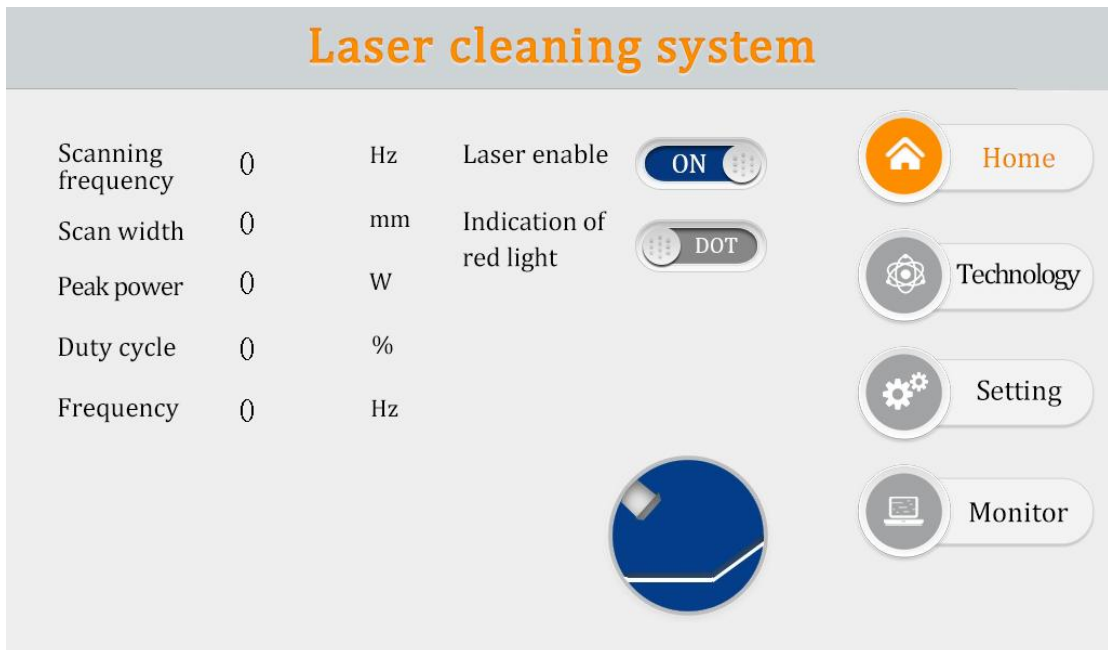 Laser cleaning system
Scanning
frequency
0
Hz
Scan width
0
mm
Peak power
0
W
Duty cycle
0
%
Frequency
0
Hz
Laser enable
ON
Indication of
red light
DOT
Home
Technology
Setting
Monitor